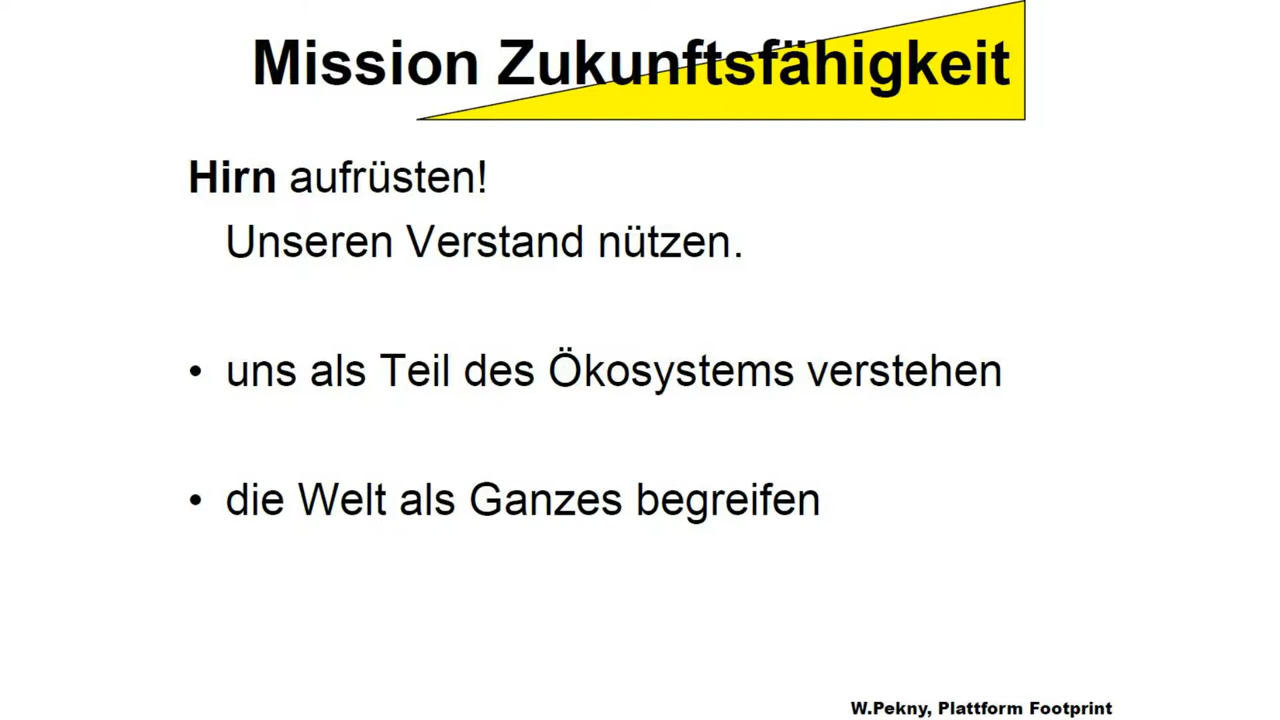 Mission Zukunftsfähigkeit
Hirn aufrüsten!
Unseren Verstand nützen.
• uns als Teil des Ökosystems verstehen
• die Welt als Ganzes begreifen
W.Pekny, Plattform Footprint